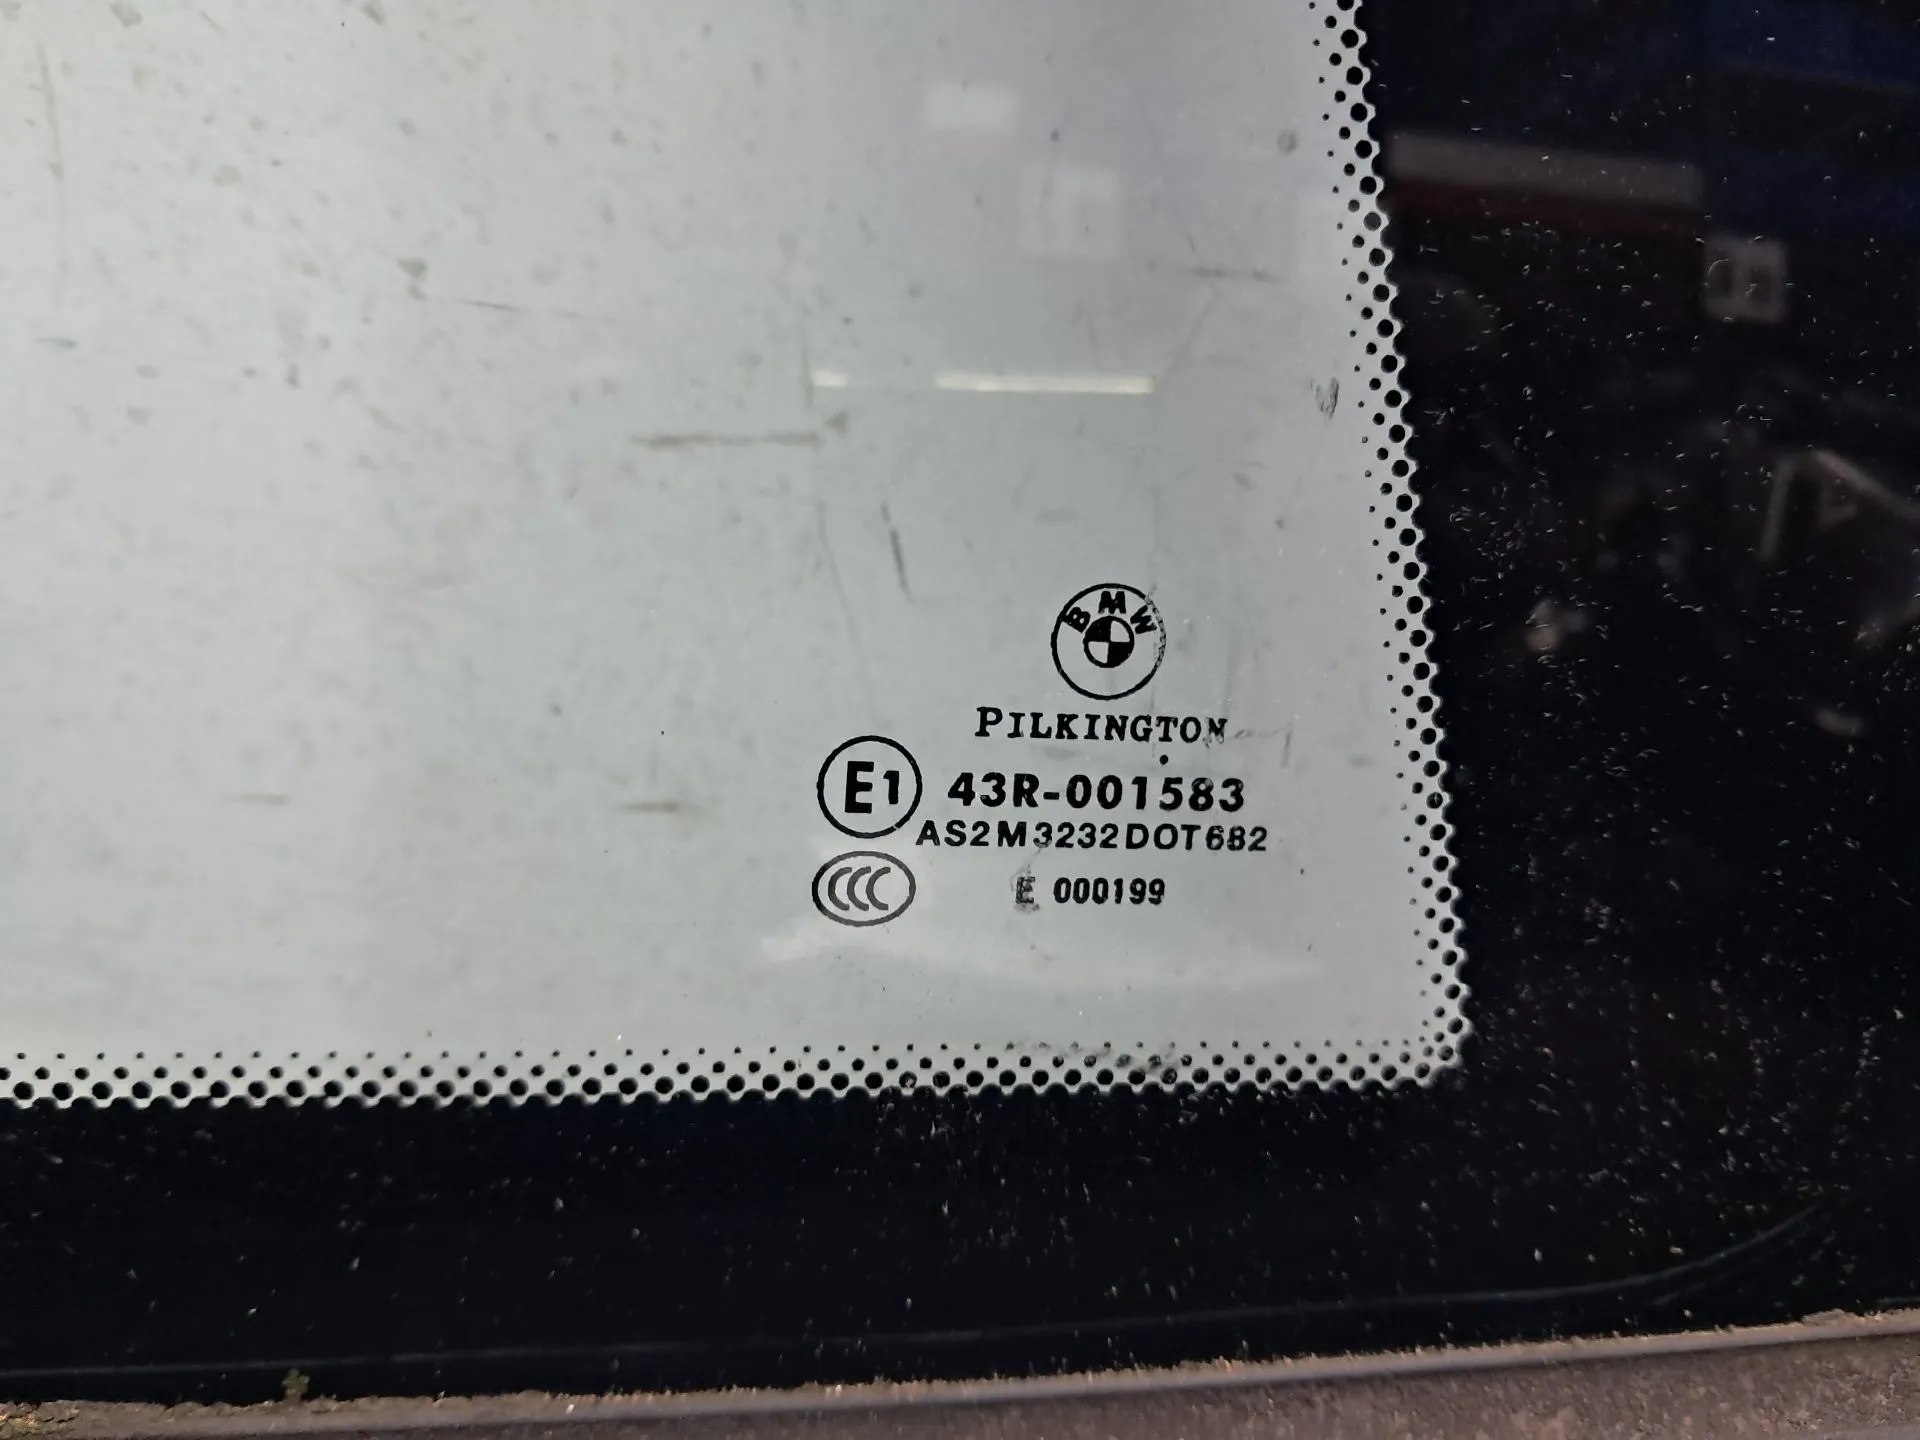 BMW
PILKINGTON
E1 43R-001583
AS2M3232DOT682
CCC E 000199